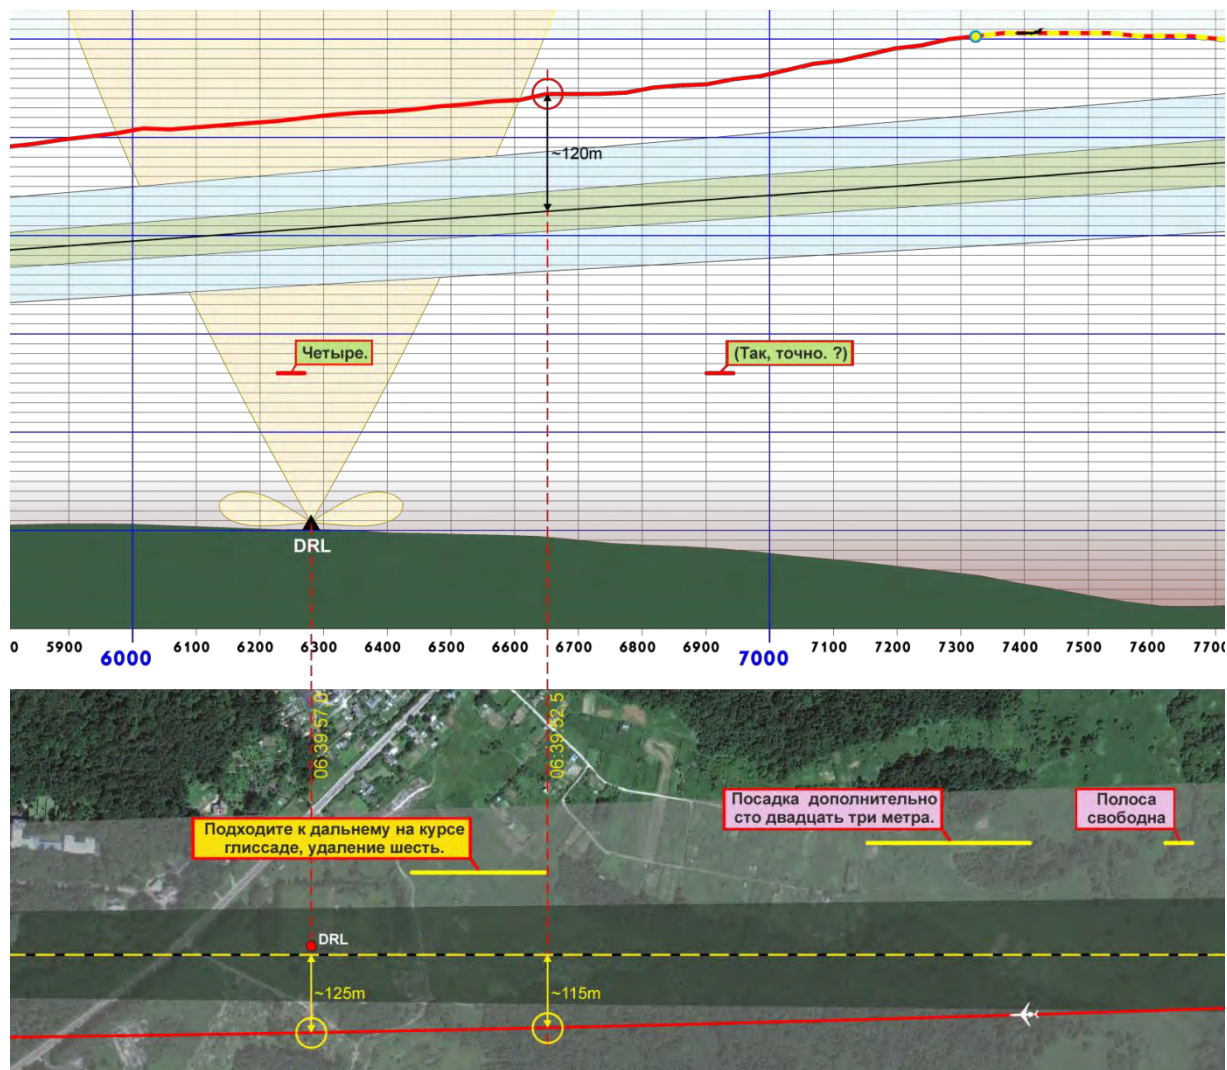 ~120m
Четыре.
(Так, точно. ?)
DRL
0 5900 6000 6100 6200 6300 6400 6500 6600 6700 6800 6900 7000 7100 7200 7300 7400 7500 7600 7700
06:39:57,0
06:39:52,5
Посадка дополнительно
сто двадцать три метра.
Полоса
свободна
Подходите к дальнему на курсе
глиссаде, удаление шесть.
DRL
~125m
~115m